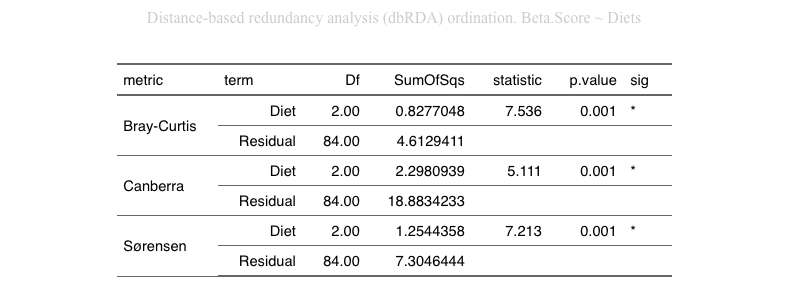 Distance-based redundancy analysis (dbRDA) ordination. Beta.Score ~ Diets
metric term Df SumOfSqs statistic p.value sig
Bray-Curtis Diet 2.00 0.8277048 7.536 0.001 *
Residual 84.00 4.6129411
Canberra Diet 2.00 2.2980939 5.111 0.001 *
Residual 84.00 18.8834233
Sørensen Diet 2.00 1.2544358 7.213 0.001 *
Residual 84.00 7.3046444